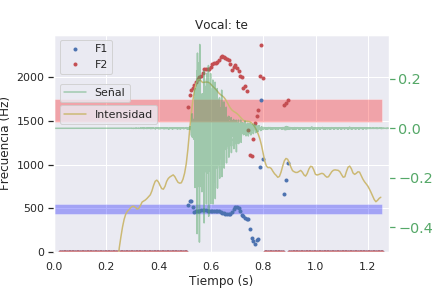 Vocal: te
F1
F2
Señal
Intensidad
Frecuencia (Hz)
2000
1500
1000
500
0
0.2
0.0
−0.2
−0.4
0.0 0.2 0.4 0.6 0.8 1.0 1.2
Tiempo (s)